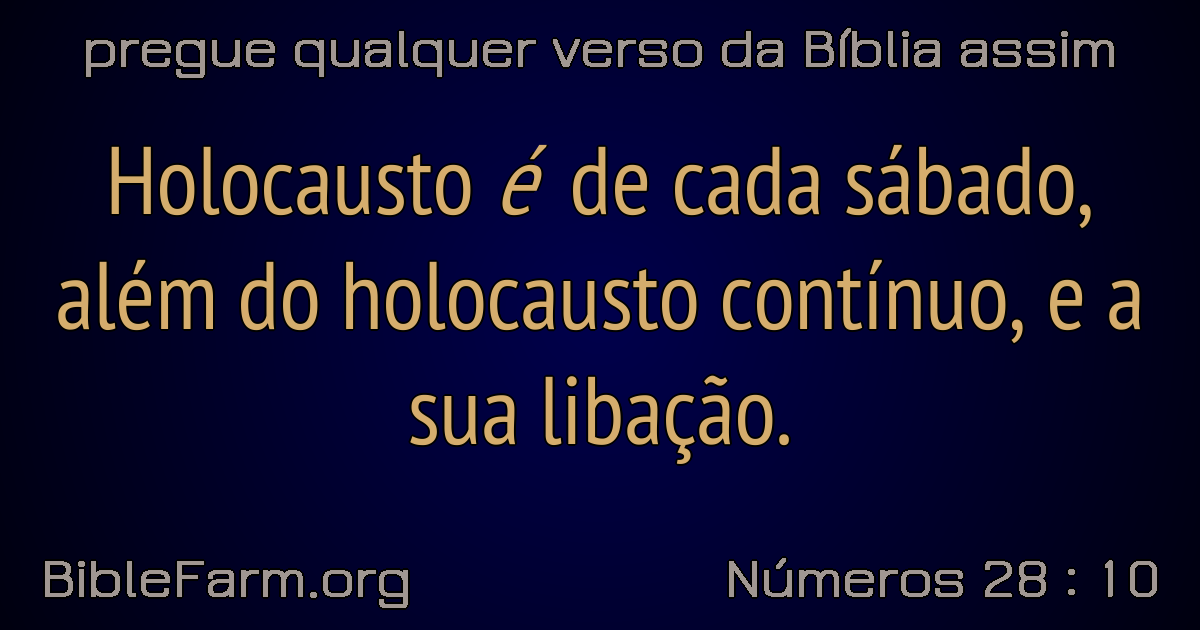 pregue qualquer verso da Bíblia assim
Holocausto é de cada sábado,
além do holocausto contínuo, e a
sua libação.
BibleFarm.org
Números 28 : 10